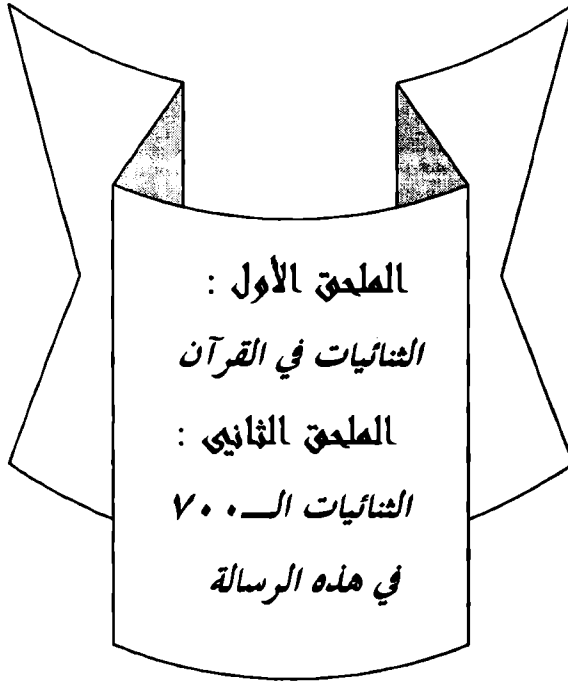 الملحق الأول :
الثنائيات في القرآن
الملحق الثاني :
الثنائيات الـ ٧٠٠
في هذه الرسالة